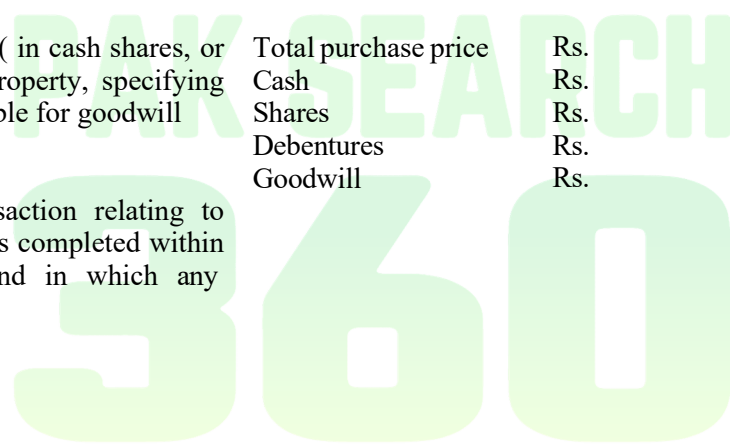 PAK SEARCH
360
( in cash shares, or
roperty, specifying
ble for goodwill
saction relating to
s completed within
nd in which any
Total purchase price Rs.
Cash Rs.
Shares Rs.
Debentures Rs.
Goodwill Rs.